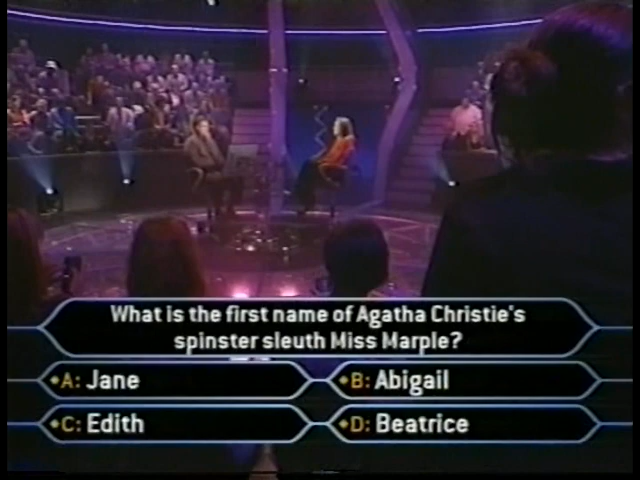 What is the first name of Agatha Christie's
spinster sleuth Miss Marple?
A: Jane
B: Abigail
C: Edith
D: Beatrice